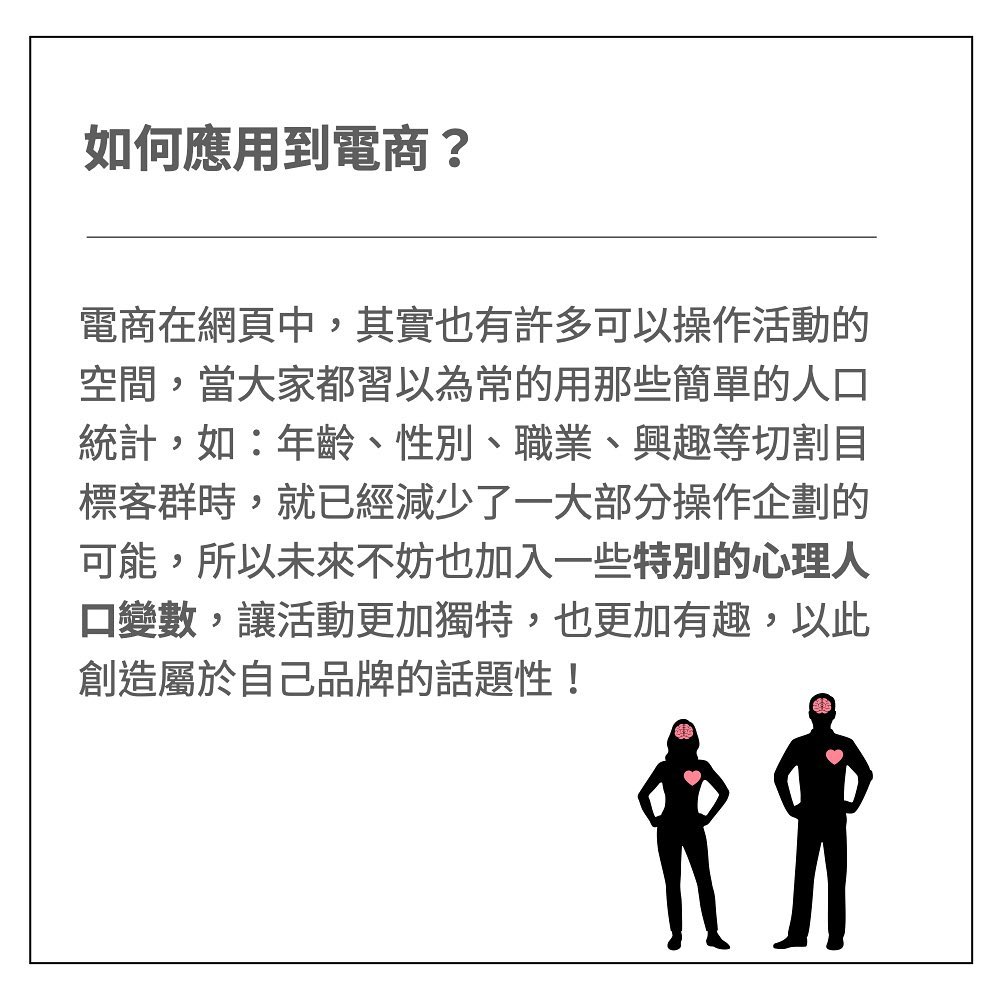 如何應用到電商？
電商在網頁中，其實也有許多可以操作活動的
空間，當大家都習以為常的用那些簡單的人口
統計，如：年齡、性別、職業、興趣等切割目
標客群時，就已經減少了一大部分操作企劃的
可能，所以未來不妨也加入一些特別的心理人
口變數，讓活動更加獨特，也更加有趣，以此
創造屬於自己品牌的話題性！